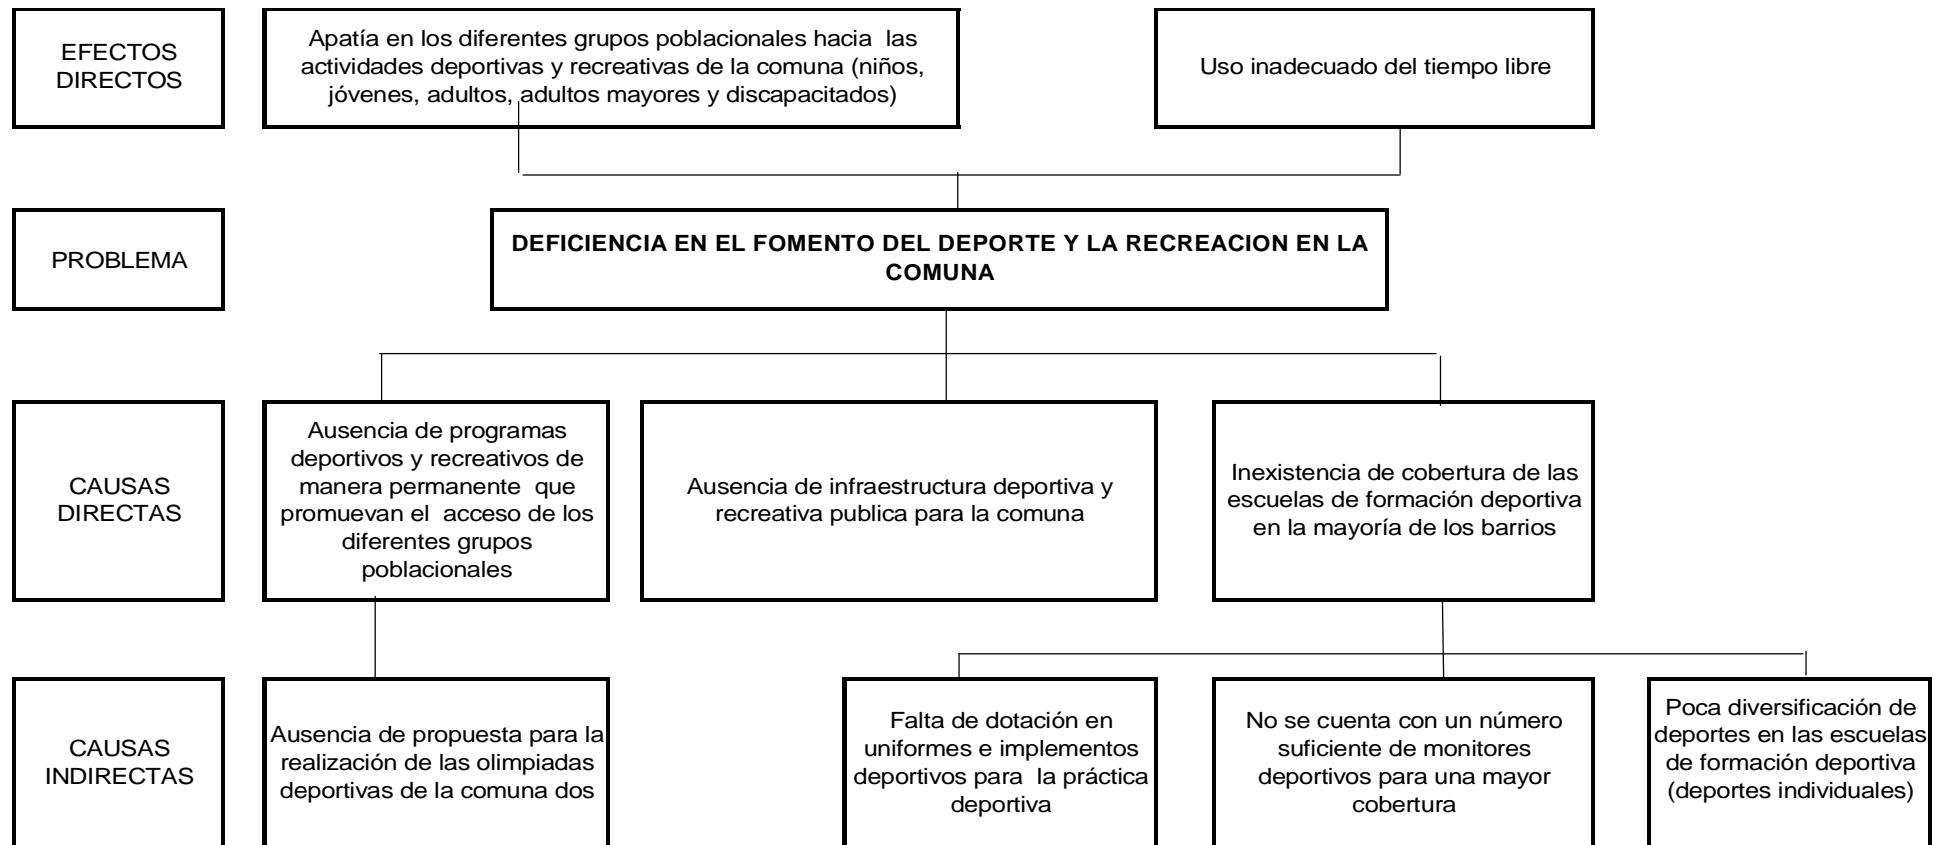 EFECTOS
DIRECTOS
Apatía en los diferentes grupos poblacionales hacia las
actividades deportivas y recreativas de la comuna (niños,
jóvenes, adultos, adultos mayores y discapacitados)
Uso inadecuado del tiempo libre
PROBLEMA
DEFICIENCIA EN EL FOMENTO DEL DEPORTE Y LA RECREACION EN LA
COMUNA
CAUSAS
DIRECTAS
Ausencia de programas
deportivos y recreativos de
manera permanente que
promuevan el acceso de los
diferentes grupos
poblacionales
Ausencia de infraestructura deportiva y
recreativa publica para la comuna
Inexistencia de cobertura de las
escuelas de formación deportiva
en la mayoría de los barrios
CAUSAS
INDIRECTAS
Ausencia de propuesta para la
realización de las olimpiadas
deportivas de la comuna dos
Falta de dotación en
uniformes e implementos
deportivos para la práctica
deportiva
No se cuenta con un número
suficiente de monitores
deportivos para una mayor
cobertura
Poca diversificación de
deportes en las escuelas
de formación deportiva
(deportes individuales)